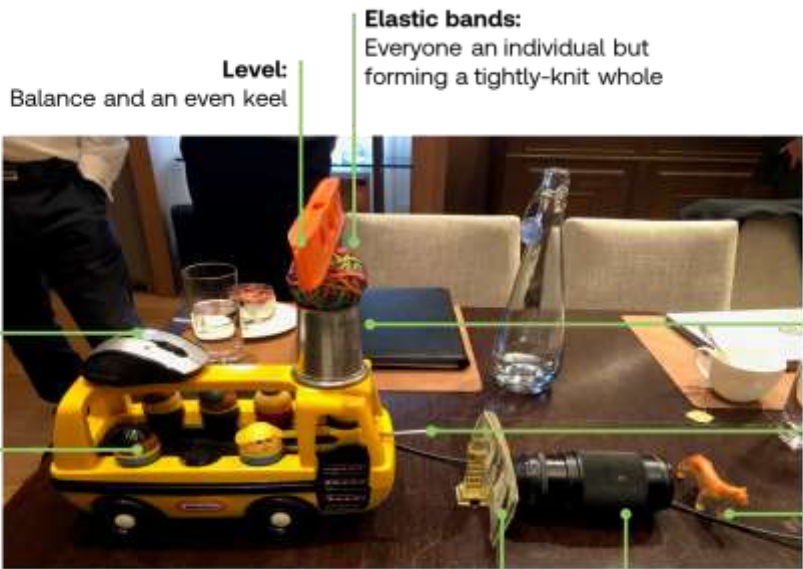 Elastic bands:
Everyone an individual but
forming a tightly-knit whole
Level:
Balance and an even keel